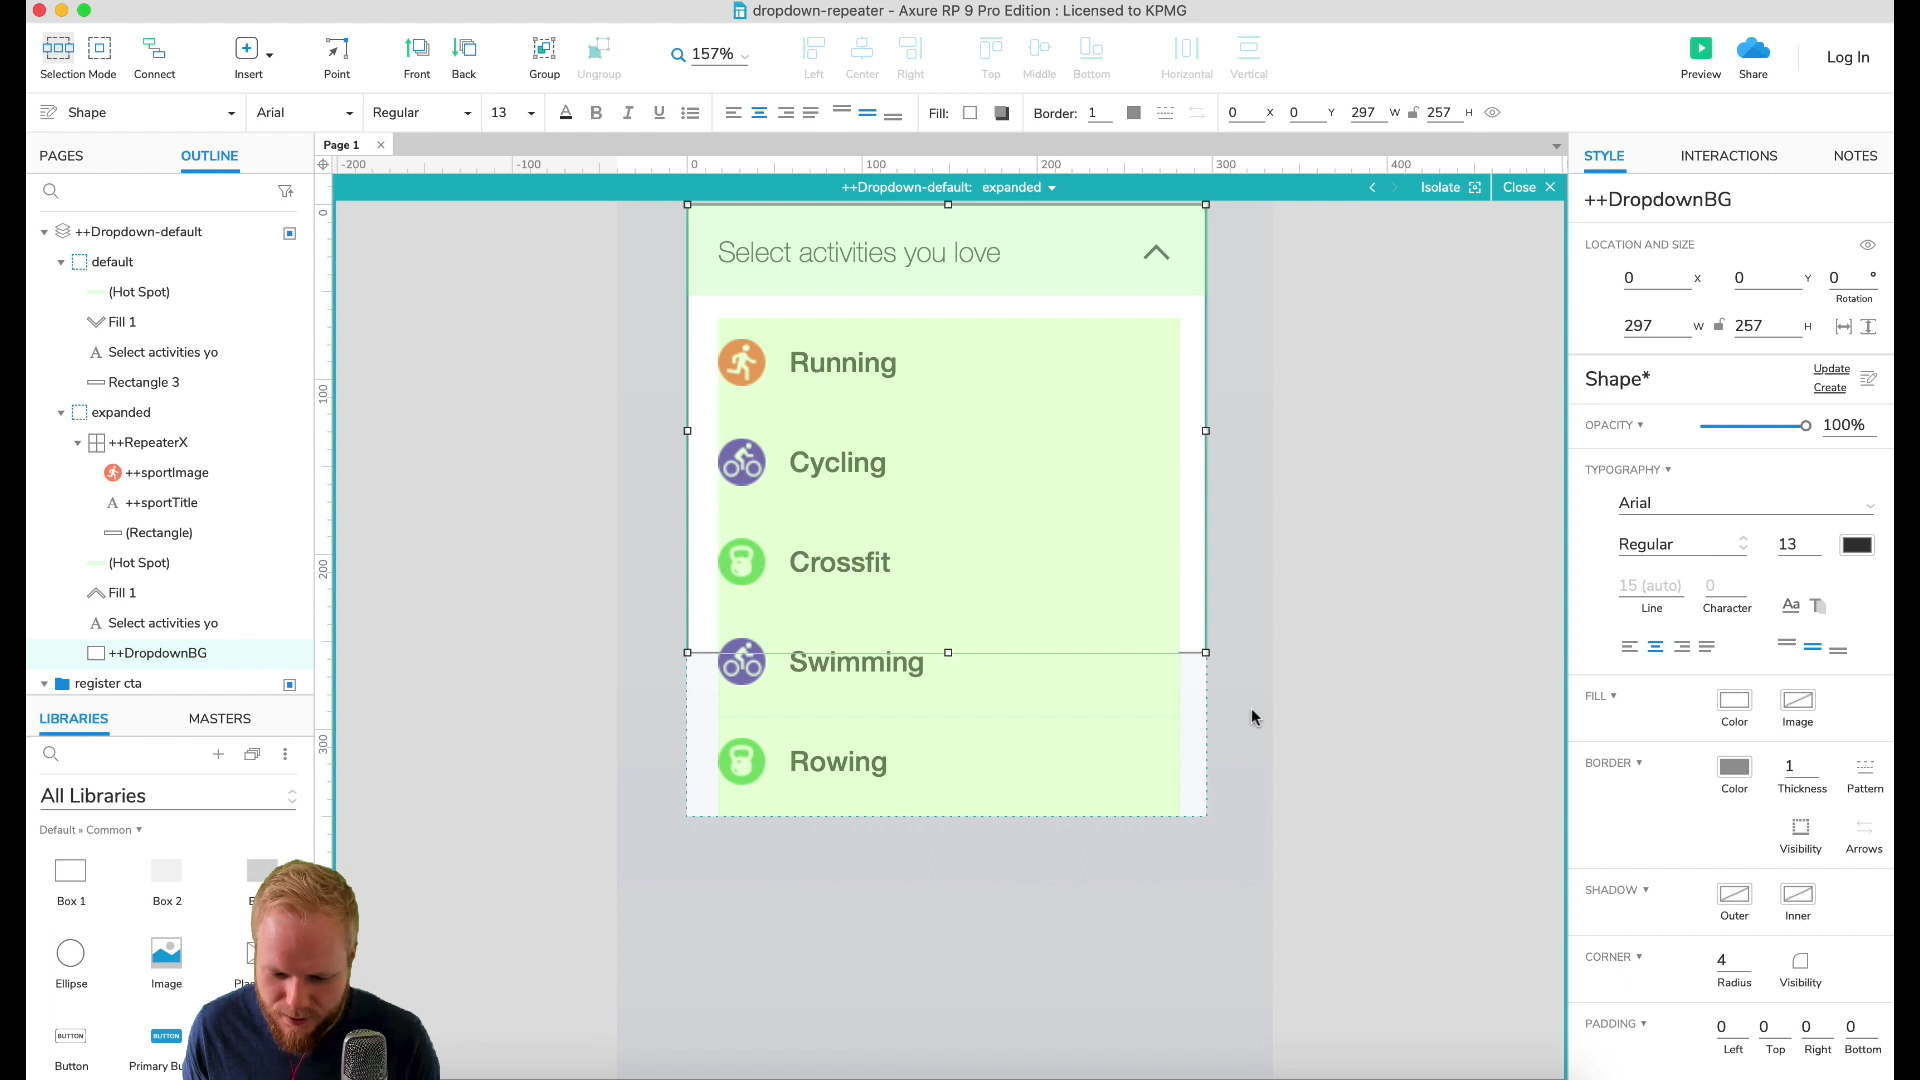 dropdown-repeater - Axure RP 9 Pro Edition : Licensed to KPMG
Selection Mode
Connect
Insert
Point
Front
Back
Group
Ungroup
157%
Left
Center
Right
Top
Middle
Bottom
Horizontal
Vertical
Preview
Share
Log In
Shape
Arial
Regular
13
Fill:
Border: 1
0 X
0 Y
297 W
257 H
PAGES
OUTLINE
Page 1
-200 -100 0 100 200 300 400
STYLE
INTERACTIONS
NOTES
++Dropdown-default: expanded
Isolate
Close
++Dropdown-default
default
(Hot Spot)
Fill 1
Select activities yo
Rectangle 3
expanded
++RepeaterX
++sportImage
++sportTitle
(Rectangle)
(Hot Spot)
Fill 1
Select activities yo
++DropdownBG
register cta
0
100
200
300
Select activities you love
Running
Cycling
Crossfit
Swimming
Rowing
LIBRARIES
MASTERS
All Libraries
Default » Common
Box 1
Box 2
Ellipse
Image
BUTTON
BUTTON
Button
++DropdownBG
LOCATION AND SIZE
0 X
0 Y
0 °
Rotation
297 W
257 H
Shape*
Update
Create
OPACITY
100%
TYPOGRAPHY
Arial
Regular
13
15 (auto)
0
Line
Character
Aa
FILL
Color
Image
BORDER
Color
1
Thickness
Pattern
Visibility
Arrows
SHADOW
Outer
Inner
CORNER
4
Radius
Visibility
PADDING
0 0 0 0
Left Top Right Bottom